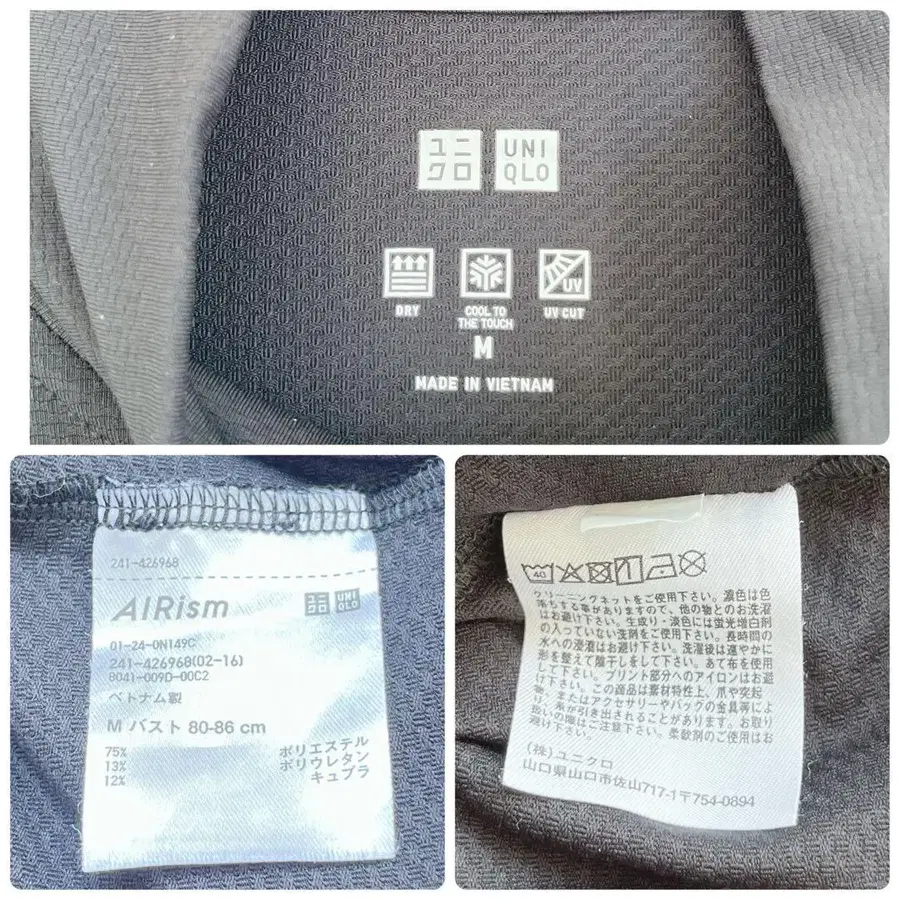 ユニ
クロ
UNI
QLO
DRY
COOL TO
THE TOUCH
UV
UV CUT
M
MADE IN VIETNAM
241-426968
AIRism
ユニ
クロ
UNI
QLO
01-24-0N149C
241-426968(02-16)
8041-009D-00C2
ベトナム製
M バスト 80-86 cm
75% ポリエステル
13% ポリウレタン
12% キュプラ
40
クリーニングネットをご使用下さい。濃色は色
落ちする事がありますので、他の物とのお洗濯
はお避け下さい。生成り・淡色には蛍光増白剤
の入っていない洗剤をご使用下さい。長時間の
水への浸漬はお避け下さい。洗濯後は速やかに
形を整えて陰干しをして下さい。あて布を使用
して下さい。プリント部分へのアイロンはお避
け下さい。この商品は素材特性上、爪や突起
物、またはアクセサリーやバッグの金具等によ
り、糸が引き出されることがあります。お取り
扱いの際はご注意下さい。柔軟剤のご使用はお
避け下さい。
(株)ユニクロ
山口県山口市佐山717-1〒754-0894